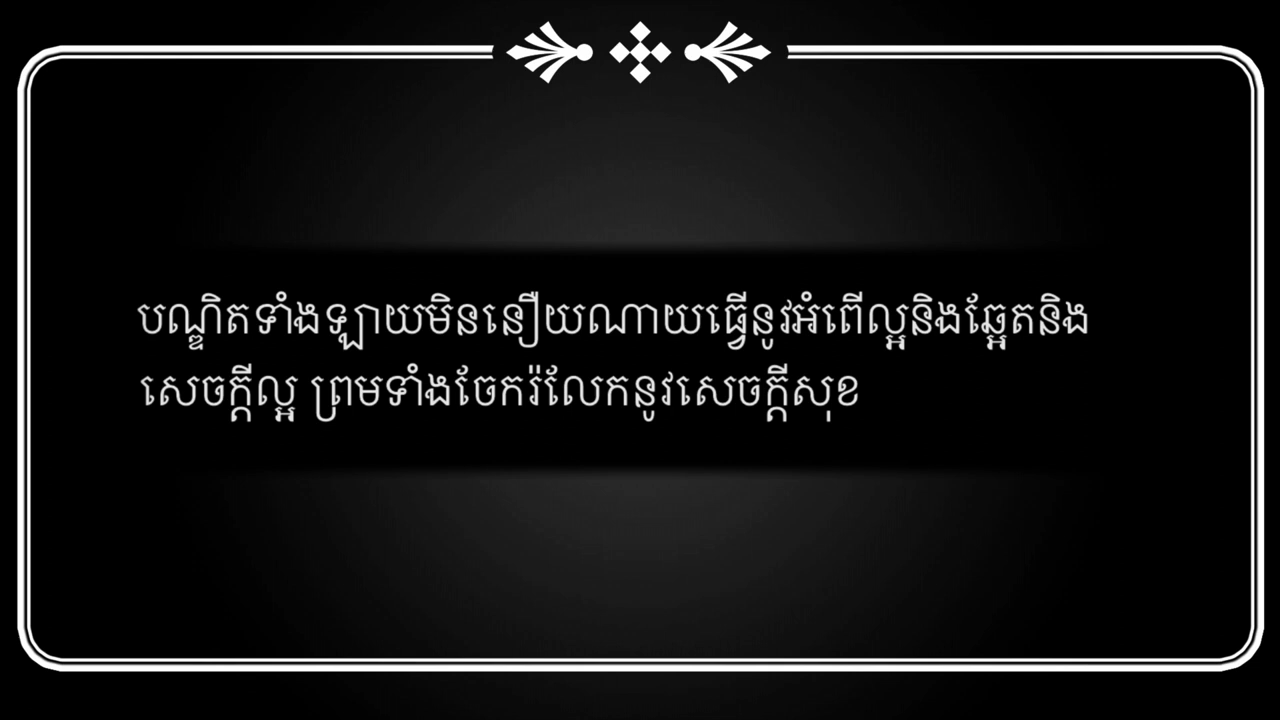 បណ្ឌិតទាំងឡាយមិននឿយណាយធ្វើនូវអំពើល្អនិងឆ្អែតនិង
សេចក្តីល្អ ព្រមទាំងចែករ៉លែកនូវសេចក្តីសុខ